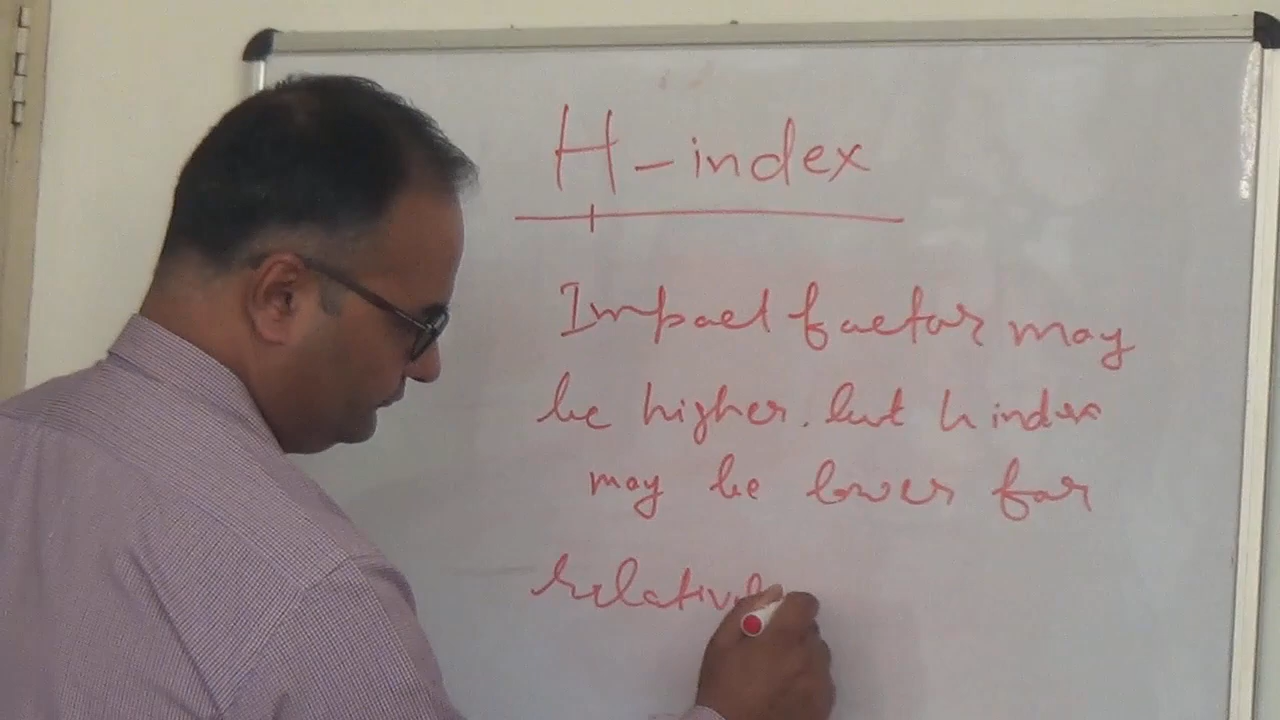 H-index
Impact factor may
be higher. but h index
may be lower for
relativ